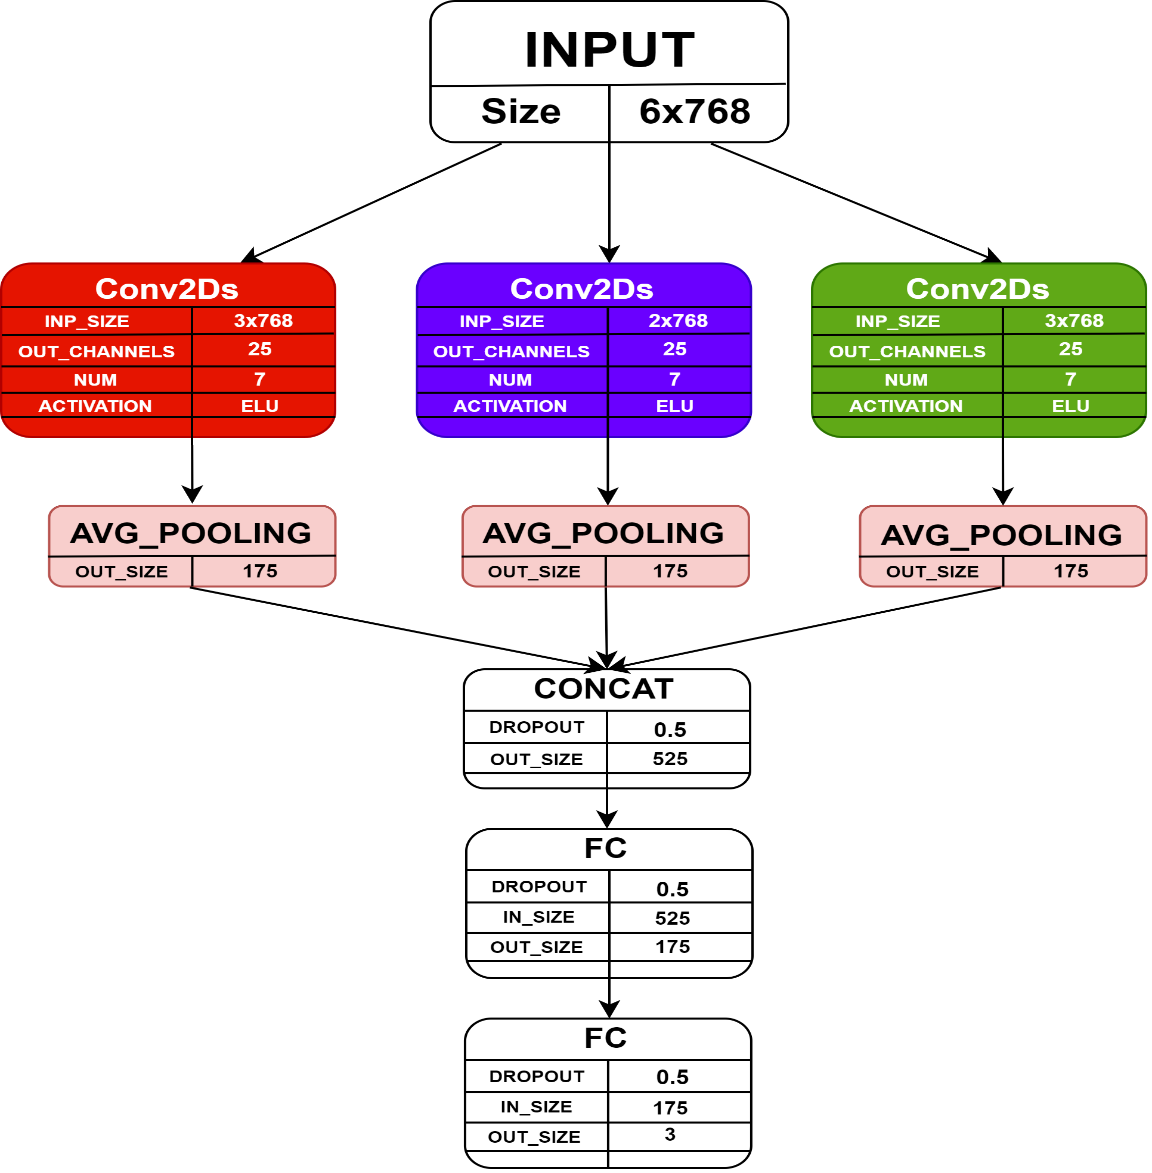 INPUT
Size 6x768
Conv2Ds Conv2Ds Conv2Ds
INP_SIZE 3x768 INP_SIZE 2x768 INP_SIZE 3x768
OUT_CHANNELS 25 OUT_CHANNELS 25 OUT_CHANNELS 25
NUM 7 NUM 7 NUM 7
ACTIVATION ELU ACTIVATION ELU ACTIVATION ELU
AVG_POOLING AVG_POOLING AVG_POOLING
OUT_SIZE 175 OUT_SIZE 175 OUT_SIZE 175
CONCAT
DROPOUT 0.5
OUT_SIZE 525
FC
DROPOUT 0.5
IN_SIZE 525
OUT_SIZE 175
FC
DROPOUT 0.5
IN_SIZE 175
OUT_SIZE 3